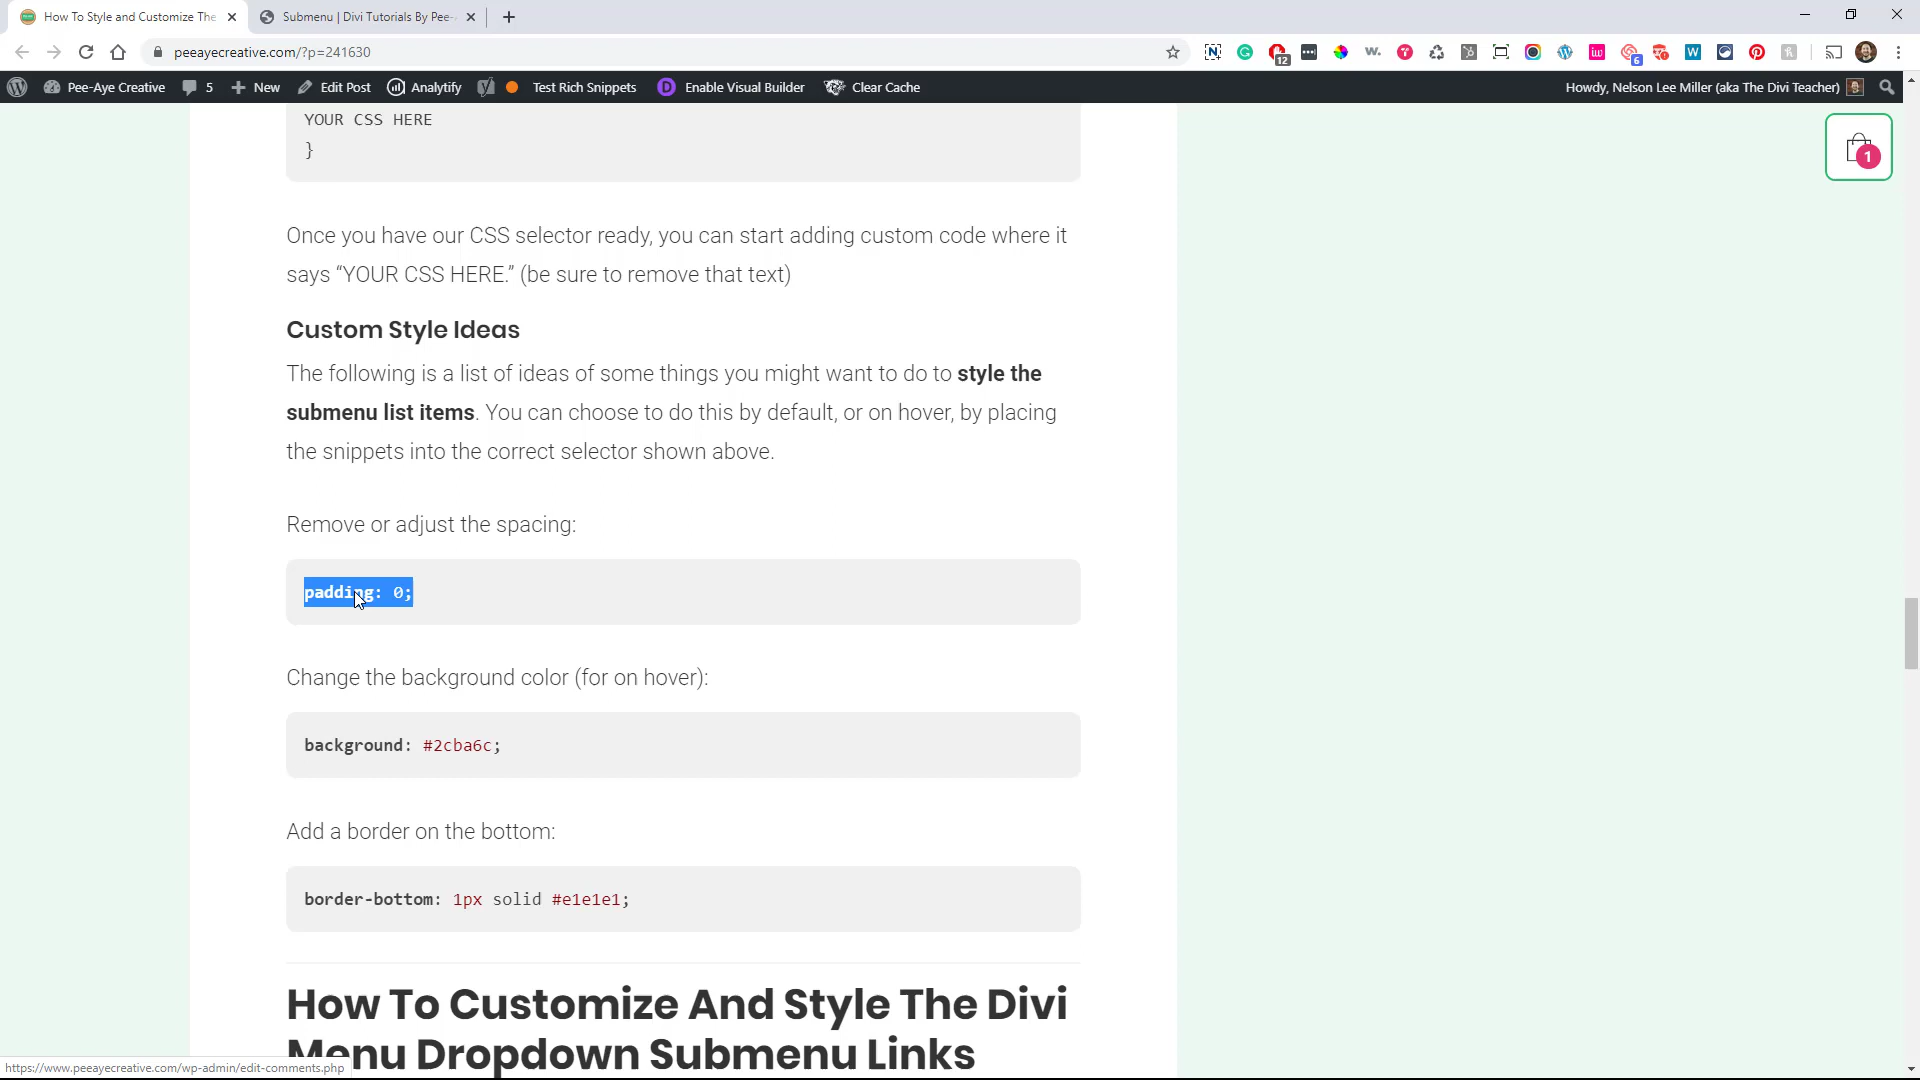 How To Style and Customize The
Submenu | Divi Tutorials By Pee-
peeayecreative.com/?p=241630
12
6
Pee-Aye Creative
5
New
Edit Post
Analytify
Test Rich Snippets
Enable Visual Builder
Clear Cache
Howdy, Nelson Lee Miller (aka The Divi Teacher)
1
YOUR CSS HERE
}
Once you have our CSS selector ready, you can start adding custom code where it
says “YOUR CSS HERE.” (be sure to remove that text)
Custom Style Ideas
The following is a list of ideas of some things you might want to do to style the
submenu list items. You can choose to do this by default, or on hover, by placing
the snippets into the correct selector shown above.
Remove or adjust the spacing:
padding: 0;
Change the background color (for on hover):
background: #2cba6c;
Add a border on the bottom:
border-bottom: 1px solid #e1e1e1;
How To Customize And Style The Divi
Menu Dropdown Submenu Links
https://www.peeayecreative.com/wp-admin/edit-comments.php